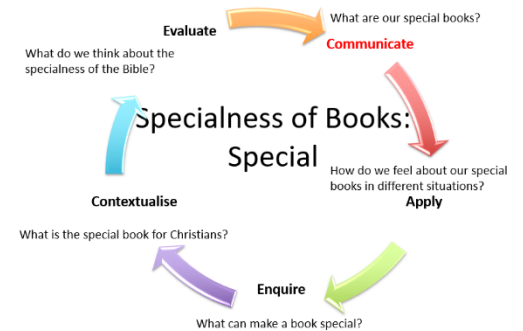 Evaluate
What are our special books?
Communicate
What do we think about the
specialness of the Bible?
Specialness of Books:
Special
How do we feel about our special
books in different situations?
Apply
Contextualise
What is the special book for Christians?
Enquire
What can make a book special?